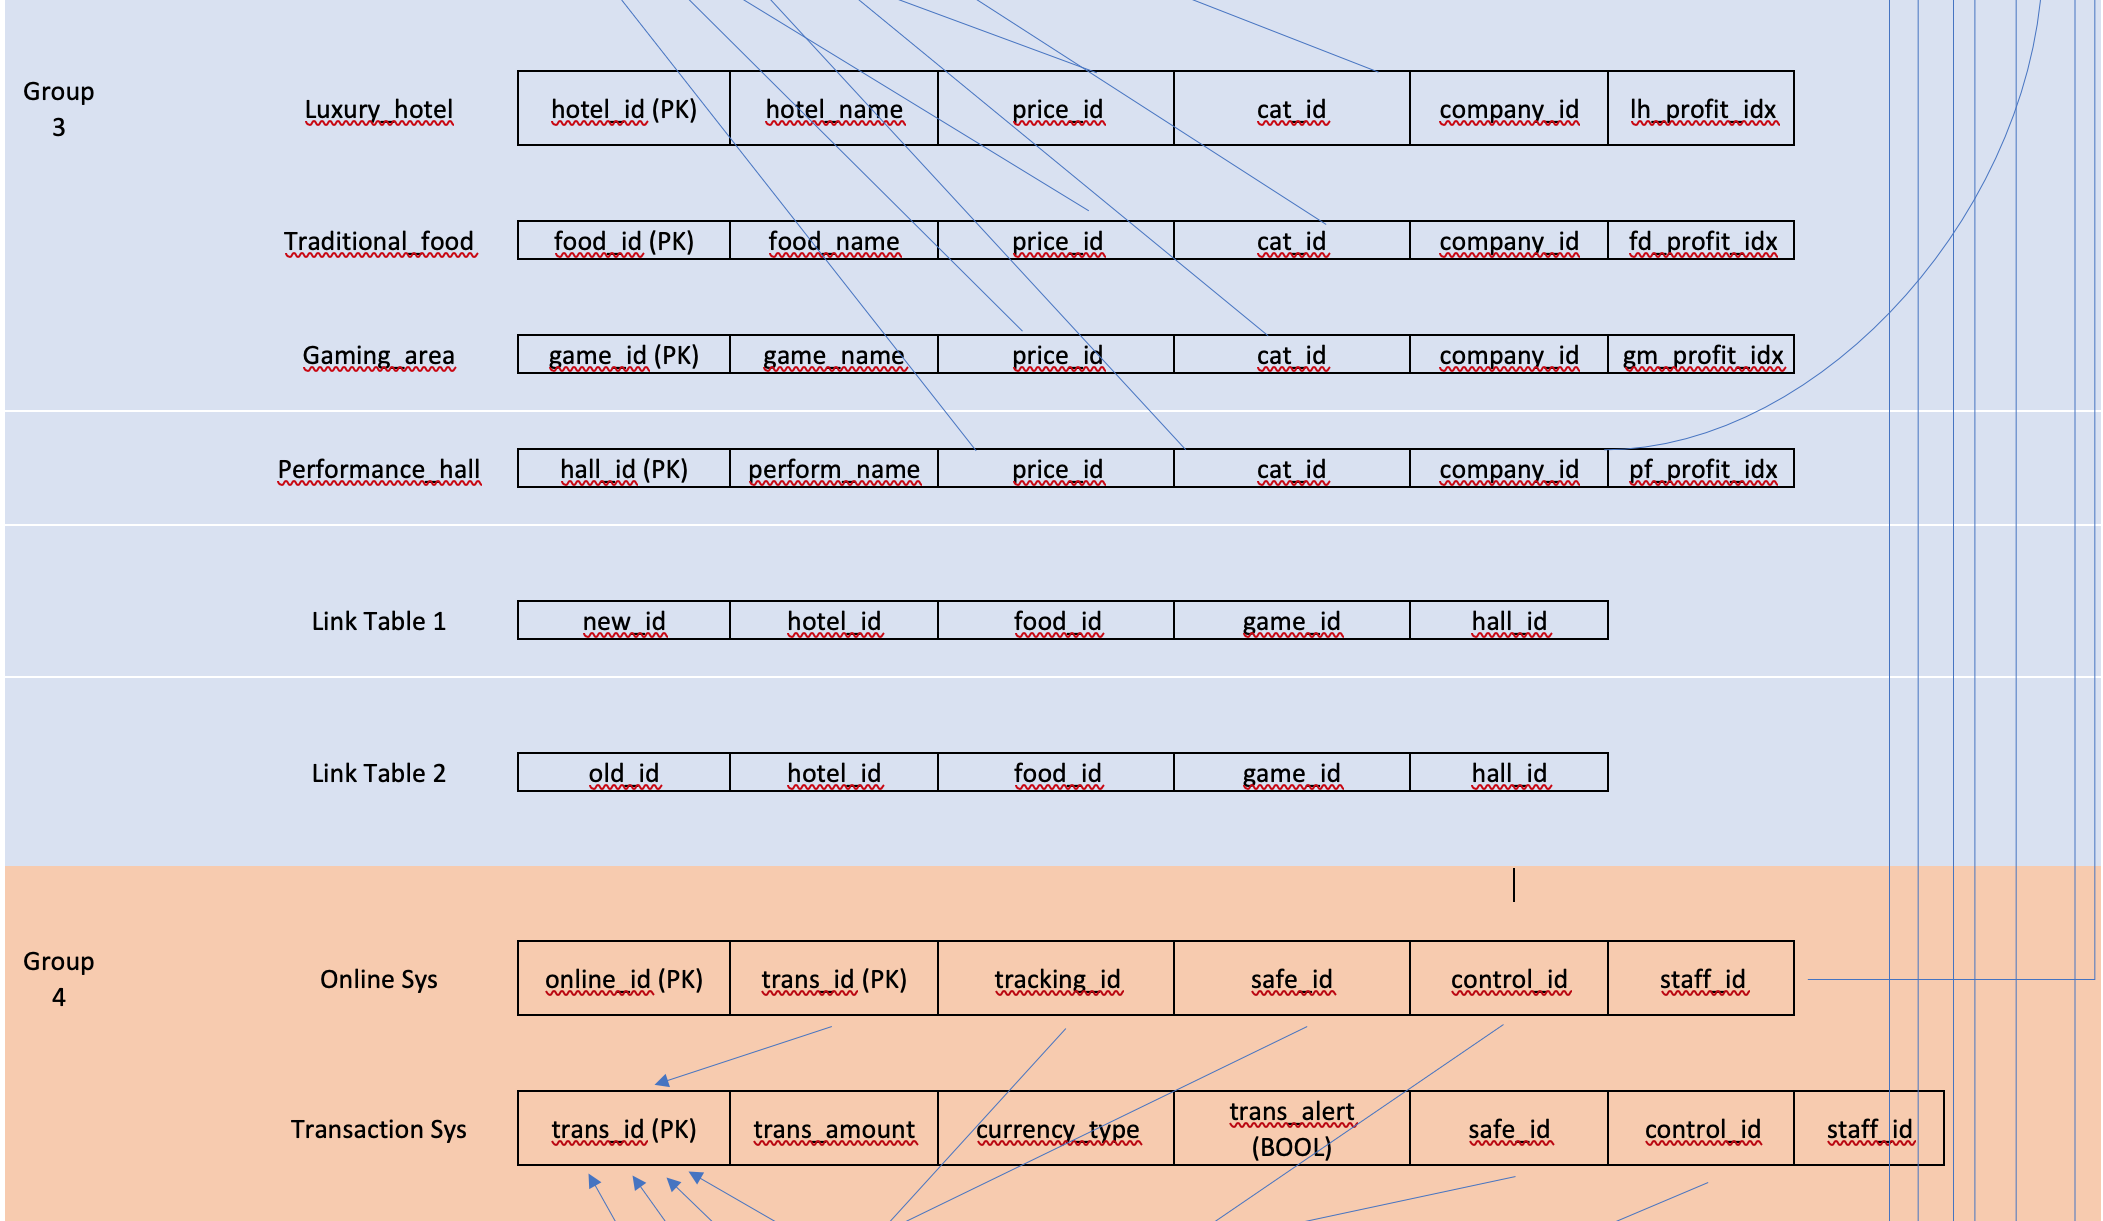 Group
3
Luxury_hotel hotel_id (PK) hotel_name price_id cat_id company_id lh_profit_idx
Traditional_food food_id (PK) food_name price_id cat_id company_id fd_profit_idx
Gaming_area game_id (PK) game_name price_id cat_id company_id gm_profit_idx
Performance_hall hall_id (PK) perform_name price_id cat_id company_id pf_profit_idx
Link Table 1 new_id hotel_id food_id game_id hall_id
Link Table 2 old_id hotel_id food_id game_id hall_id
Group
4
Online Sys online_id (PK) trans_id (PK) tracking_id safe_id control_id staff_id
Transaction Sys trans_id (PK) trans_amount currency_type trans_alert
(BOOL) safe_id control_id staff_id